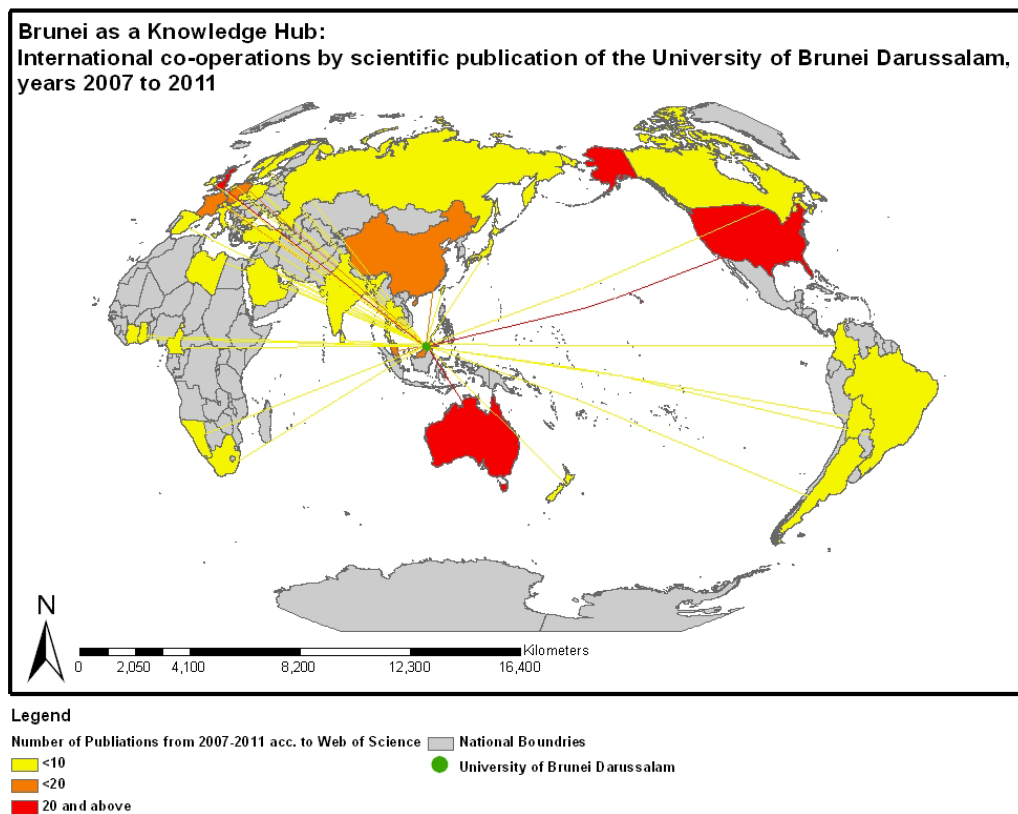 Brunei as a Knowledge Hub:
International co-operations by scientific publication of the University of Brunei Darussalam,
years 2007 to 2011
N
Kilometers
0 2,050 4,100 8,200 12,300 16,400
Legend
Number of Publiations from 2007-2011 acc. to Web of Science
<10
<20
20 and above
National Boundries
University of Brunei Darussalam